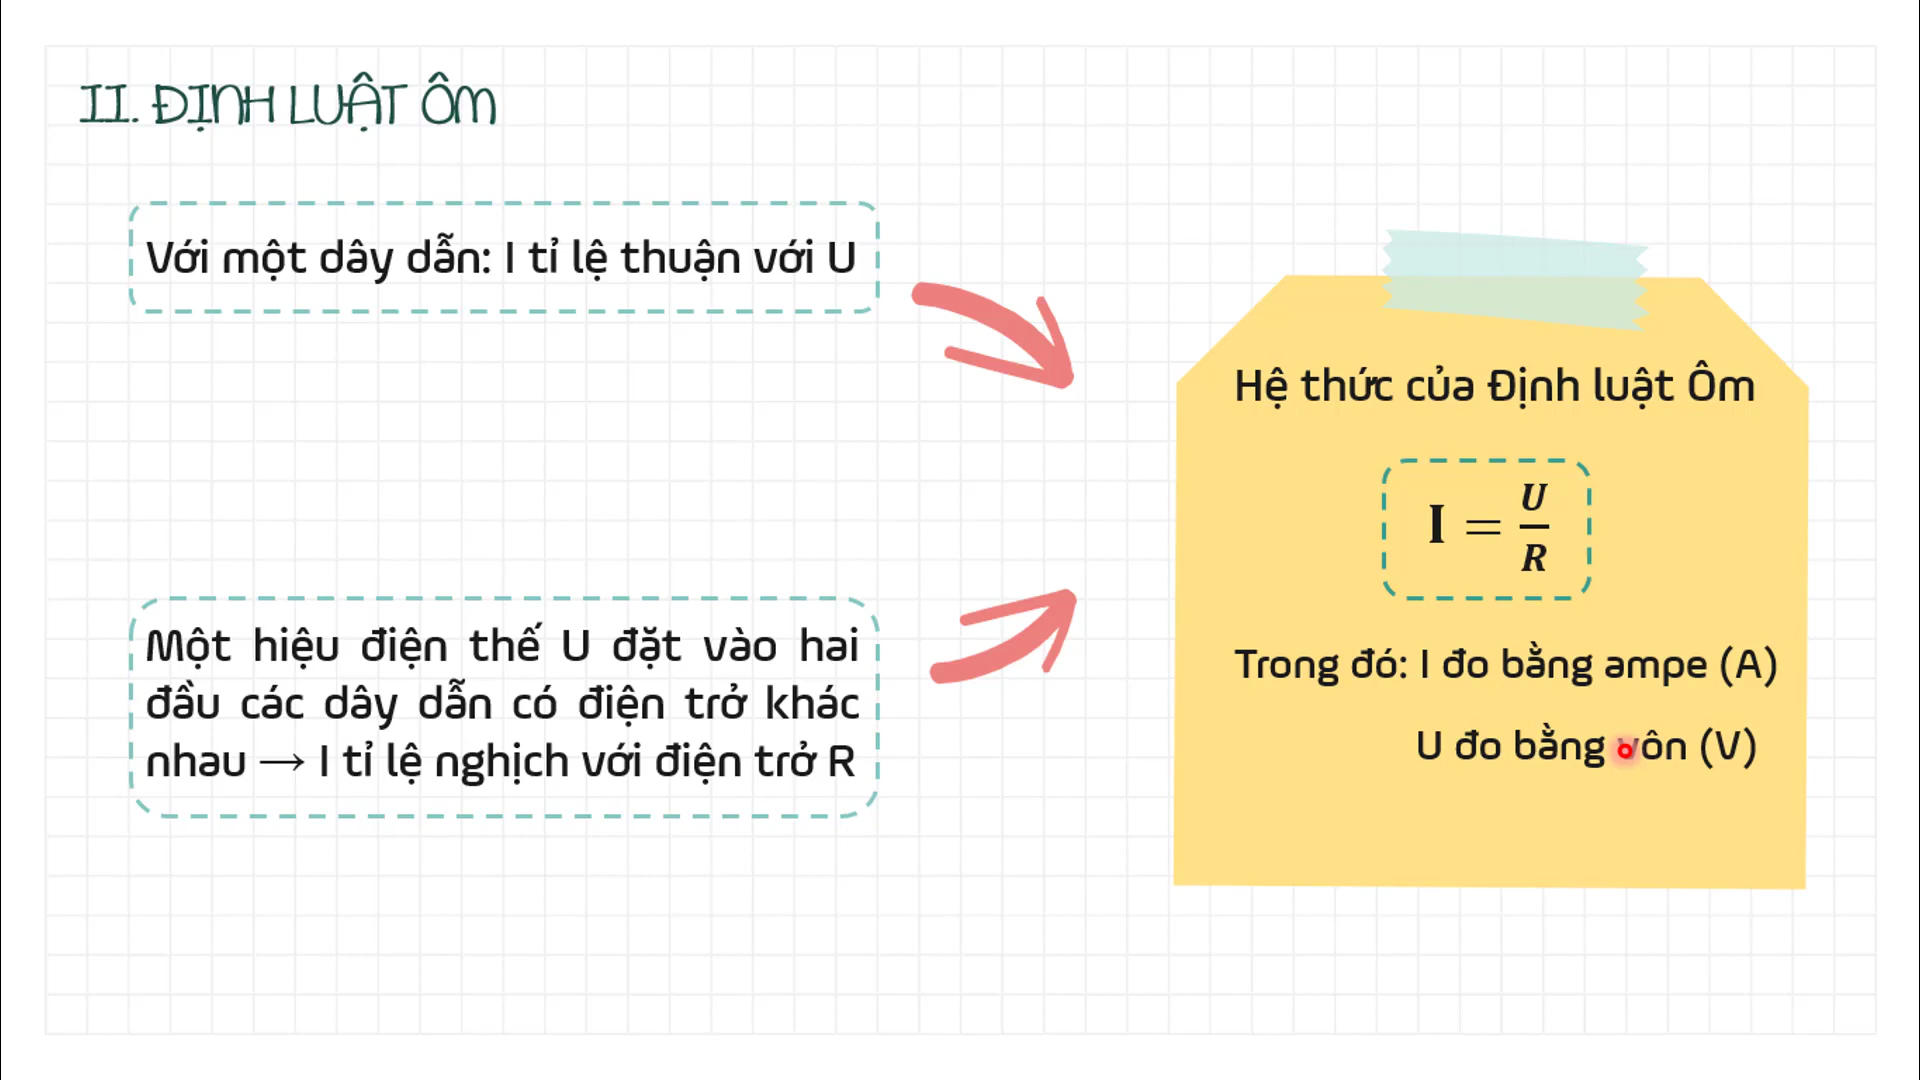 II. ĐỊNH LUẬT ÔM
Với một dây dẫn: I tỉ lệ thuận với U
Một hiệu điện thế U đặt vào hai
đầu các dây dẫn có điện trở khác
nhau → I tỉ lệ nghịch với điện trở R
Hệ thức của Định luật Ôm
I = U/R
Trong đó: I đo bằng ampe (A)
U đo bằng vôn (V)